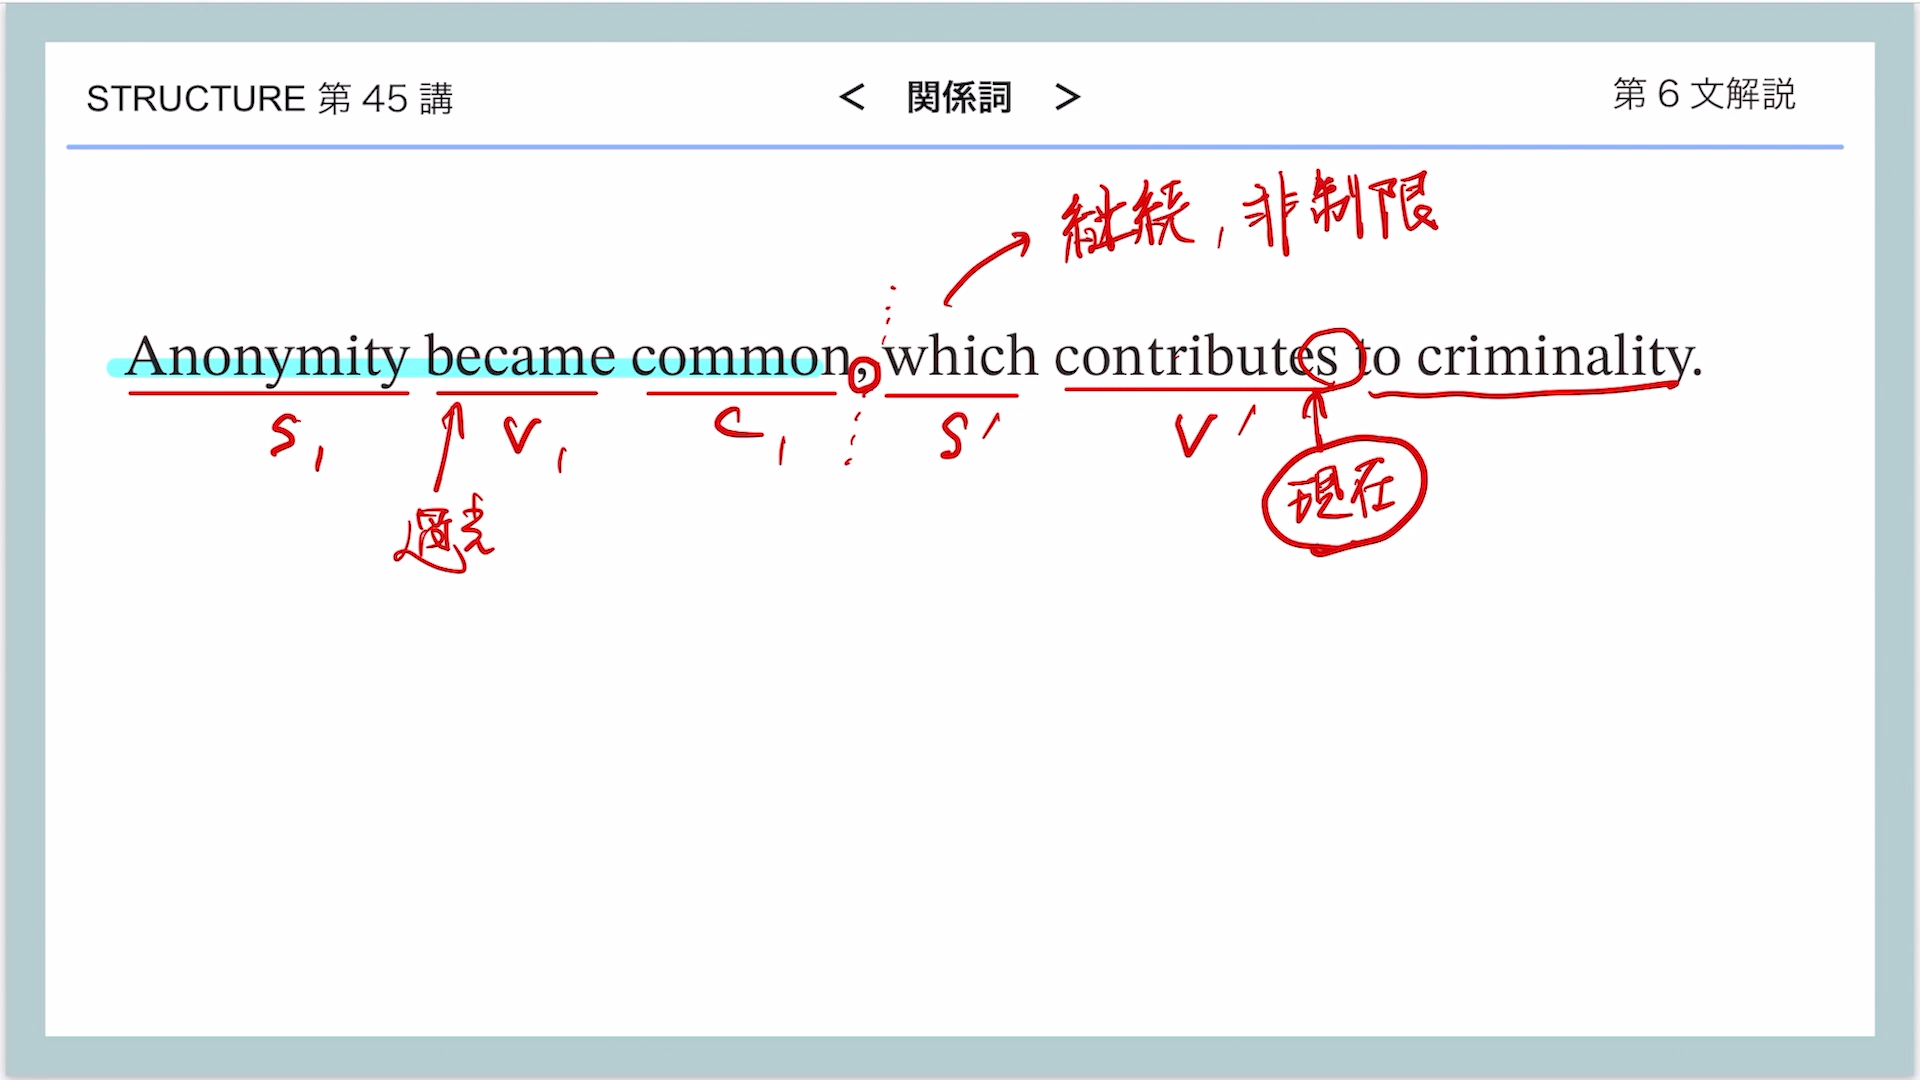 STRUCTURE 第 45 講
< 関係詞 >
第 6 文解説
継続, 非制限
Anonymity became common, which contributes to criminality.
S₁ V₁ C₁ S′ V′
過去
現在